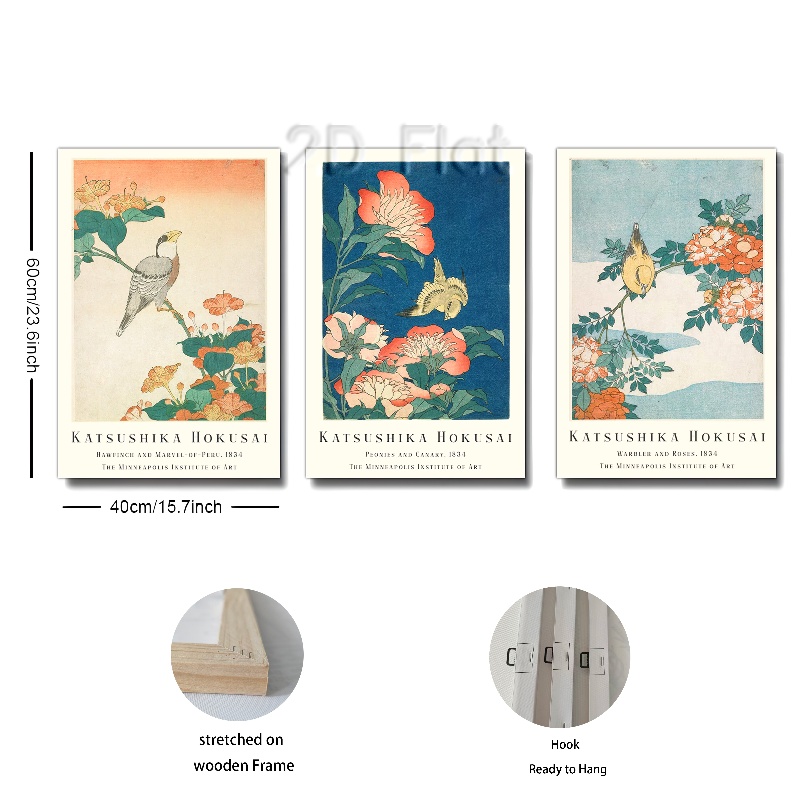 2D Flat
60cm/23.6inch
KATSUSHIKA HOKUSAI
HAWFINCH AND MARVEL-OF-PERU, 1834
THE MINNEAPOLIS INSTITUTE OF ART
KATSUSHIKA HOKUSAI
PEONIES AND CANARY, 1834
THE MINNEAPOLIS INSTITUTE OF ART
KATSUSHIKA HOKUSAI
WARBLER AND ROSES, 1834
THE MINNEAPOLIS INSTITUTE OF ART
40cm/15.7inch
stretched on
wooden Frame
Hook
Ready to Hang